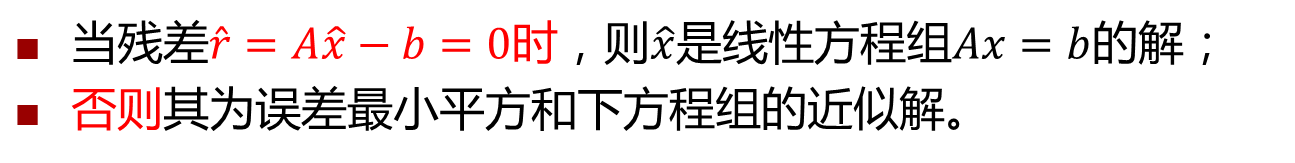 ■ 当残差r̂ = Ax̂ − b = 0时，则x̂是线性方程组Ax = b的解；
■ 否则其为误差最小平方和下方程组的近似解。